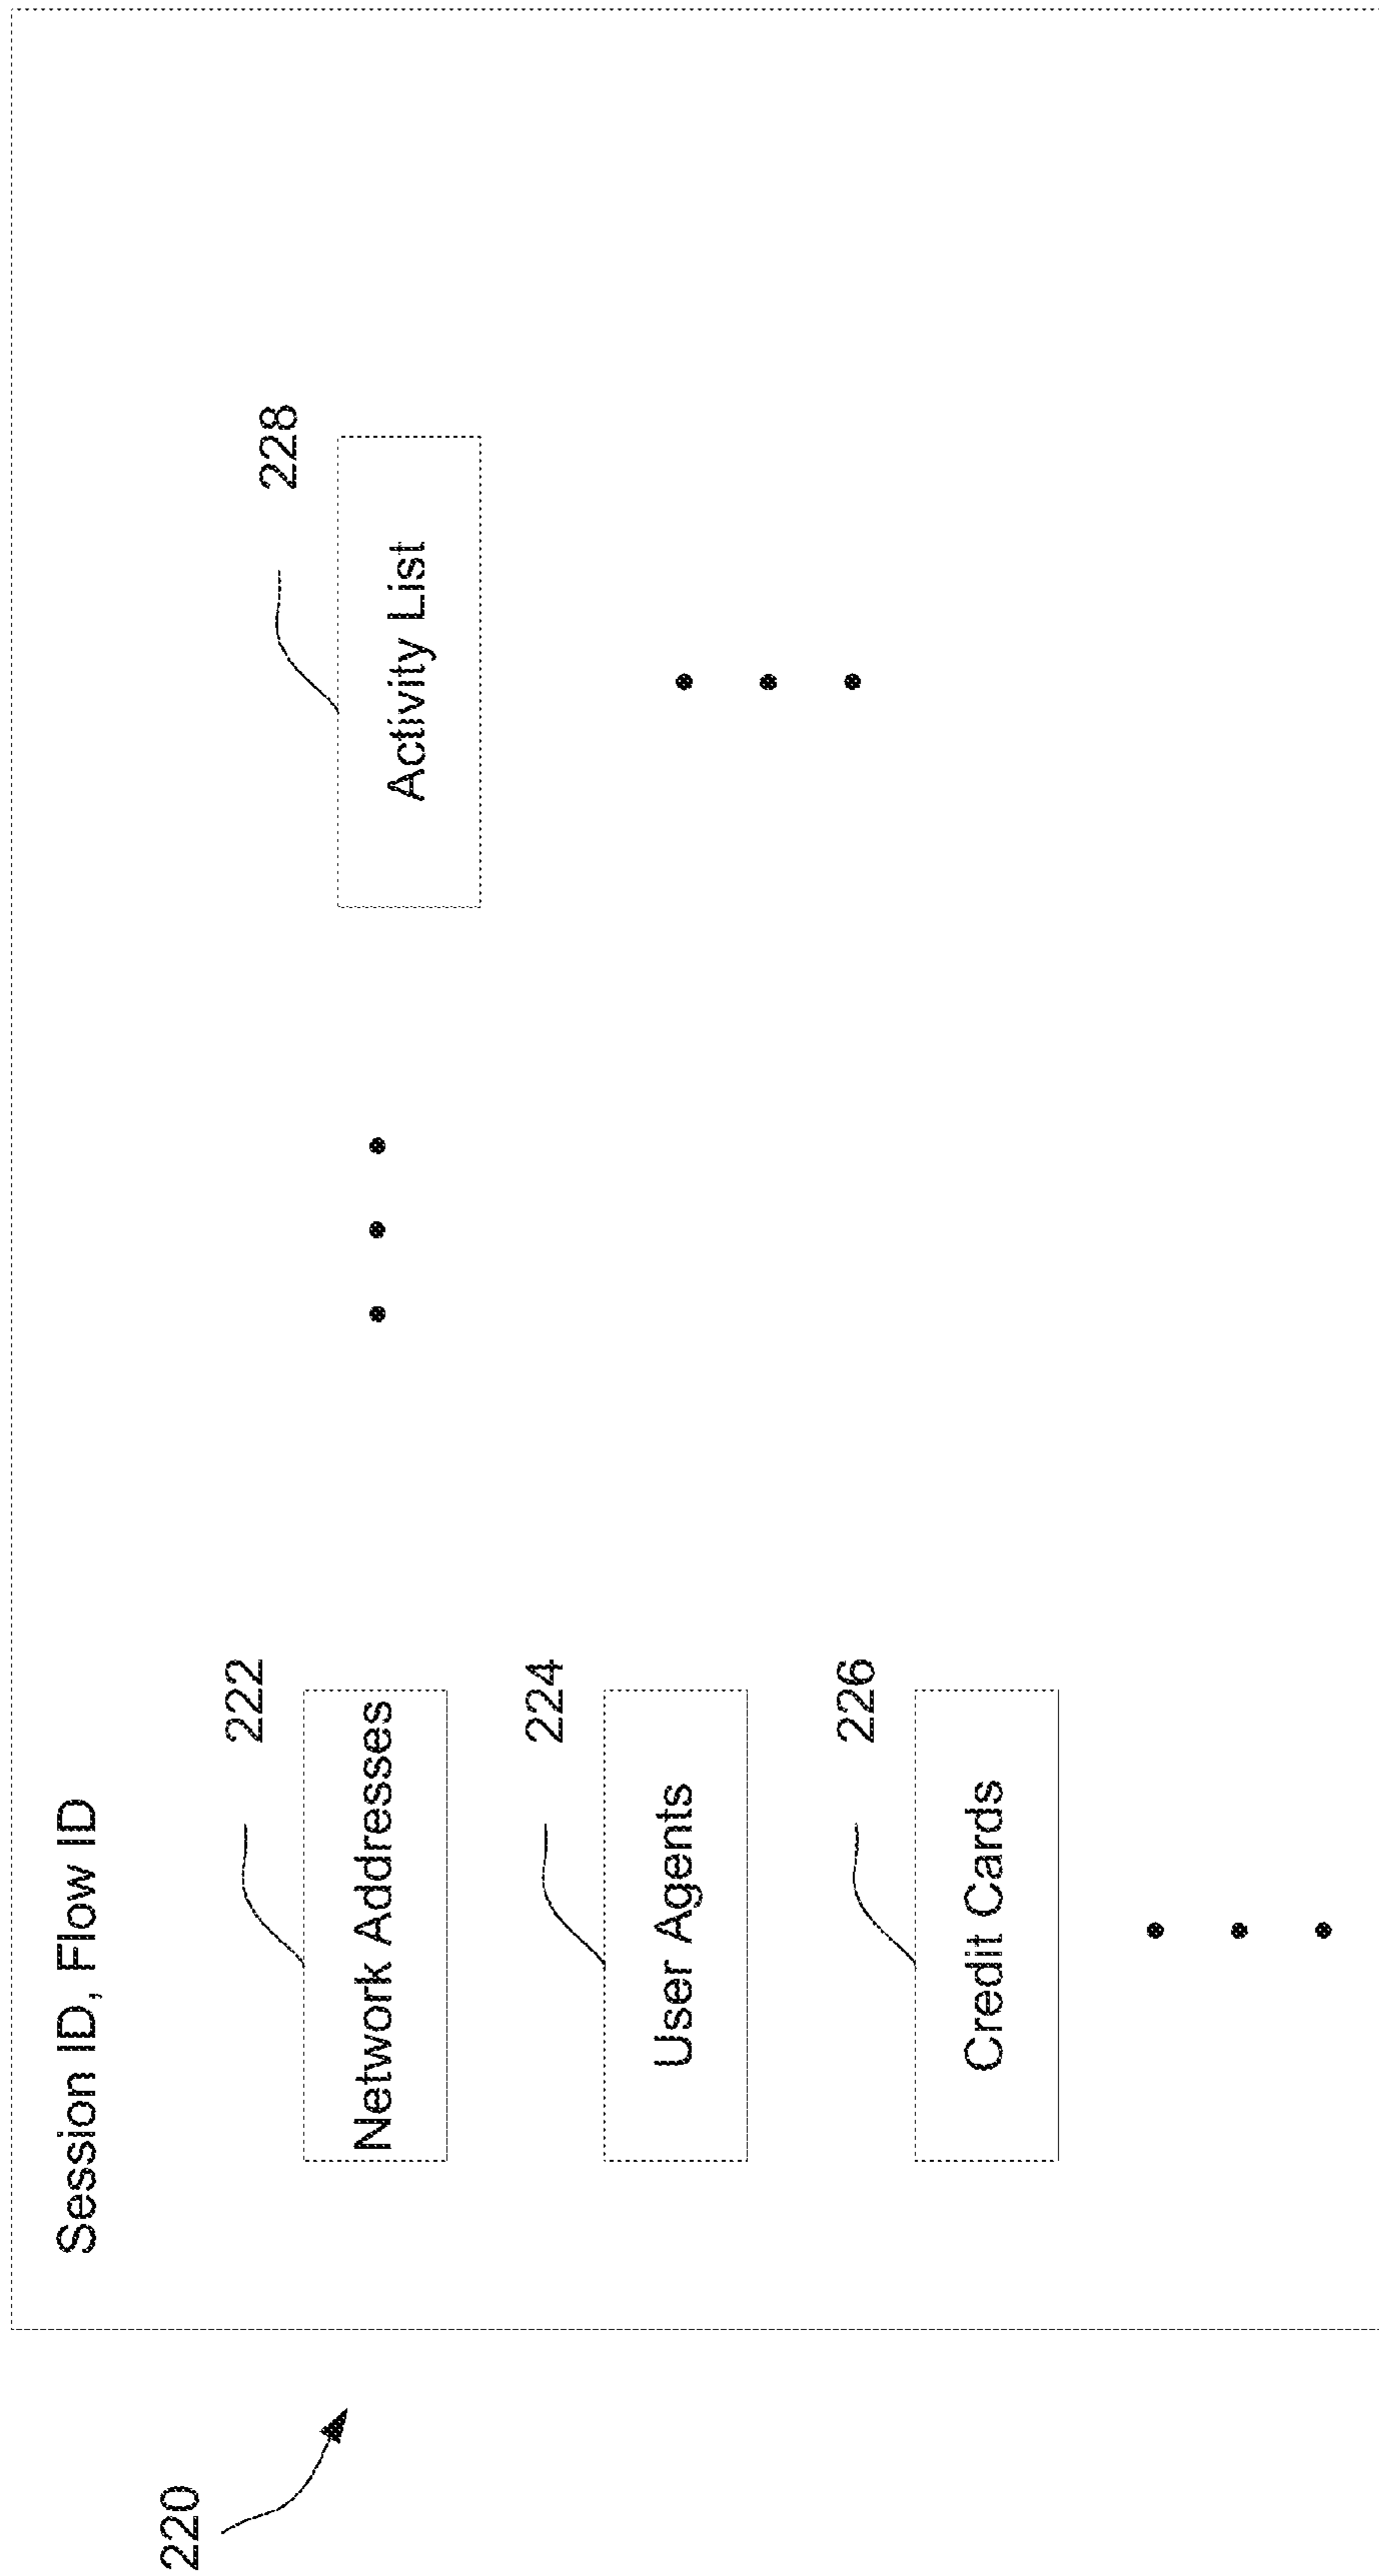 220
Session ID, Flow ID
222
Network Addresses
228
Activity List
224
User Agents
226
Credit Cards